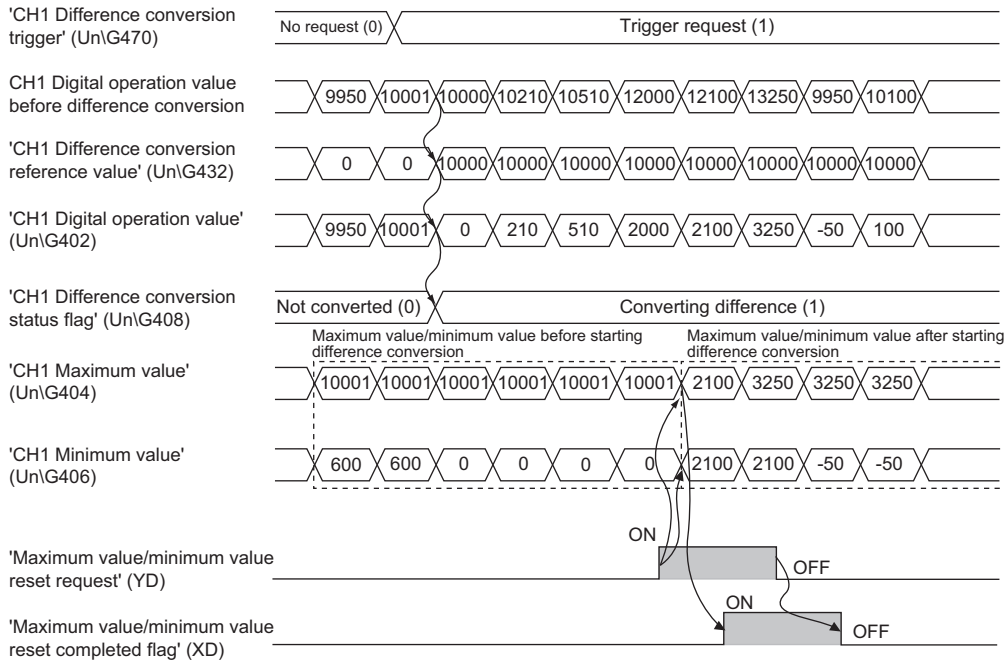 'CH1 Difference conversion
trigger' (Un\G470)
No request (0)
Trigger request (1)
CH1 Digital operation value
before difference conversion
9950 10001 10000 10210 10510 12000 12100 13250 9950 10100
'CH1 Difference conversion
reference value' (Un\G432)
0 0 10000 10000 10000 10000 10000 10000 10000 10000
'CH1 Digital operation value'
(Un\G402)
9950 10001 0 210 510 2000 2100 3250 -50 100
'CH1 Difference conversion
status flag' (Un\G408)
Not converted (0)
Converting difference (1)
Maximum value/minimum value before starting
difference conversion
Maximum value/minimum value after starting
difference conversion
'CH1 Maximum value'
(Un\G404)
10001 10001 10001 10001 10001 10001 2100 3250 3250 3250
'CH1 Minimum value'
(Un\G406)
600 600 0 0 0 0 2100 2100 -50 -50
'Maximum value/minimum value
reset request' (YD)
ON
OFF
'Maximum value/minimum value
reset completed flag' (XD)
ON
OFF